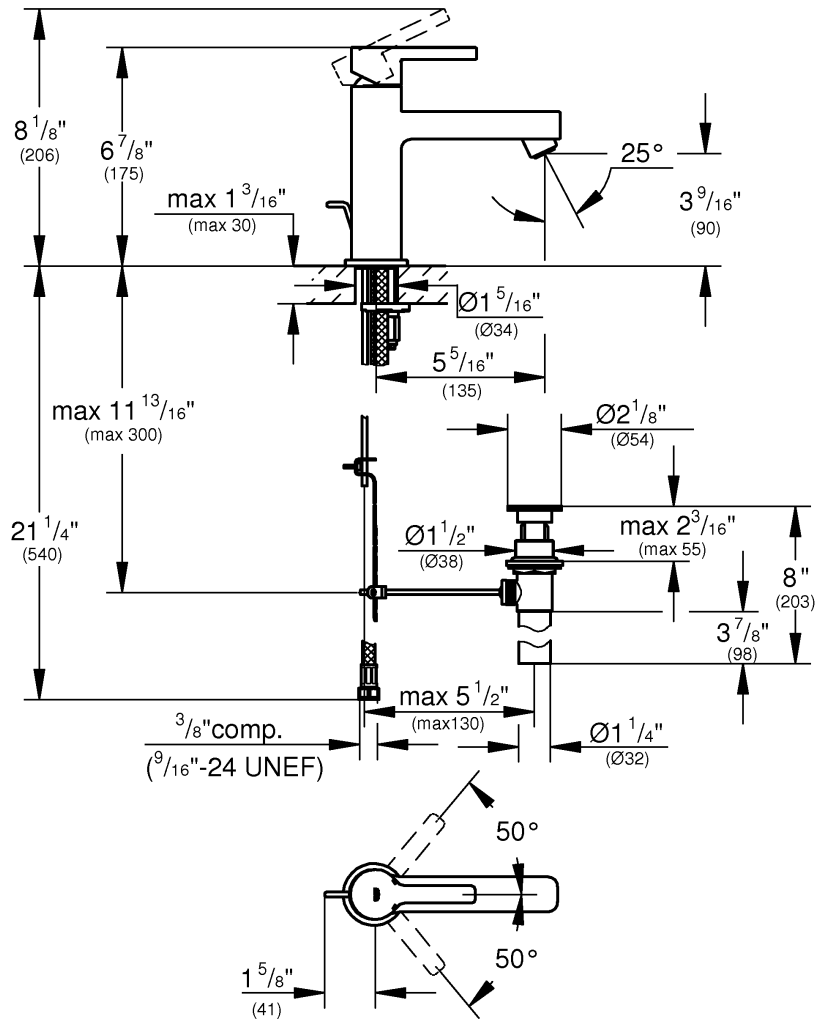 8 1/8"
(206)
6 7/8"
(175)
25°
max 1 3/16"
(max 30)
3 9/16"
(90)
Ø1 5/16"
(Ø34)
5 5/16"
(135)
max 11 13/16"
(max 300)
Ø2 1/8"
(Ø54)
21 1/4"
(540)
Ø1 1/2"
(Ø38)
max 2 3/16"
(max 55)
8"
(203)
3 7/8"
(98)
max 5 1/2"
(max130)
3/8"comp.
(9/16"-24 UNEF)
Ø1 1/4"
(Ø32)
50°
50°
1 5/8"
(41)